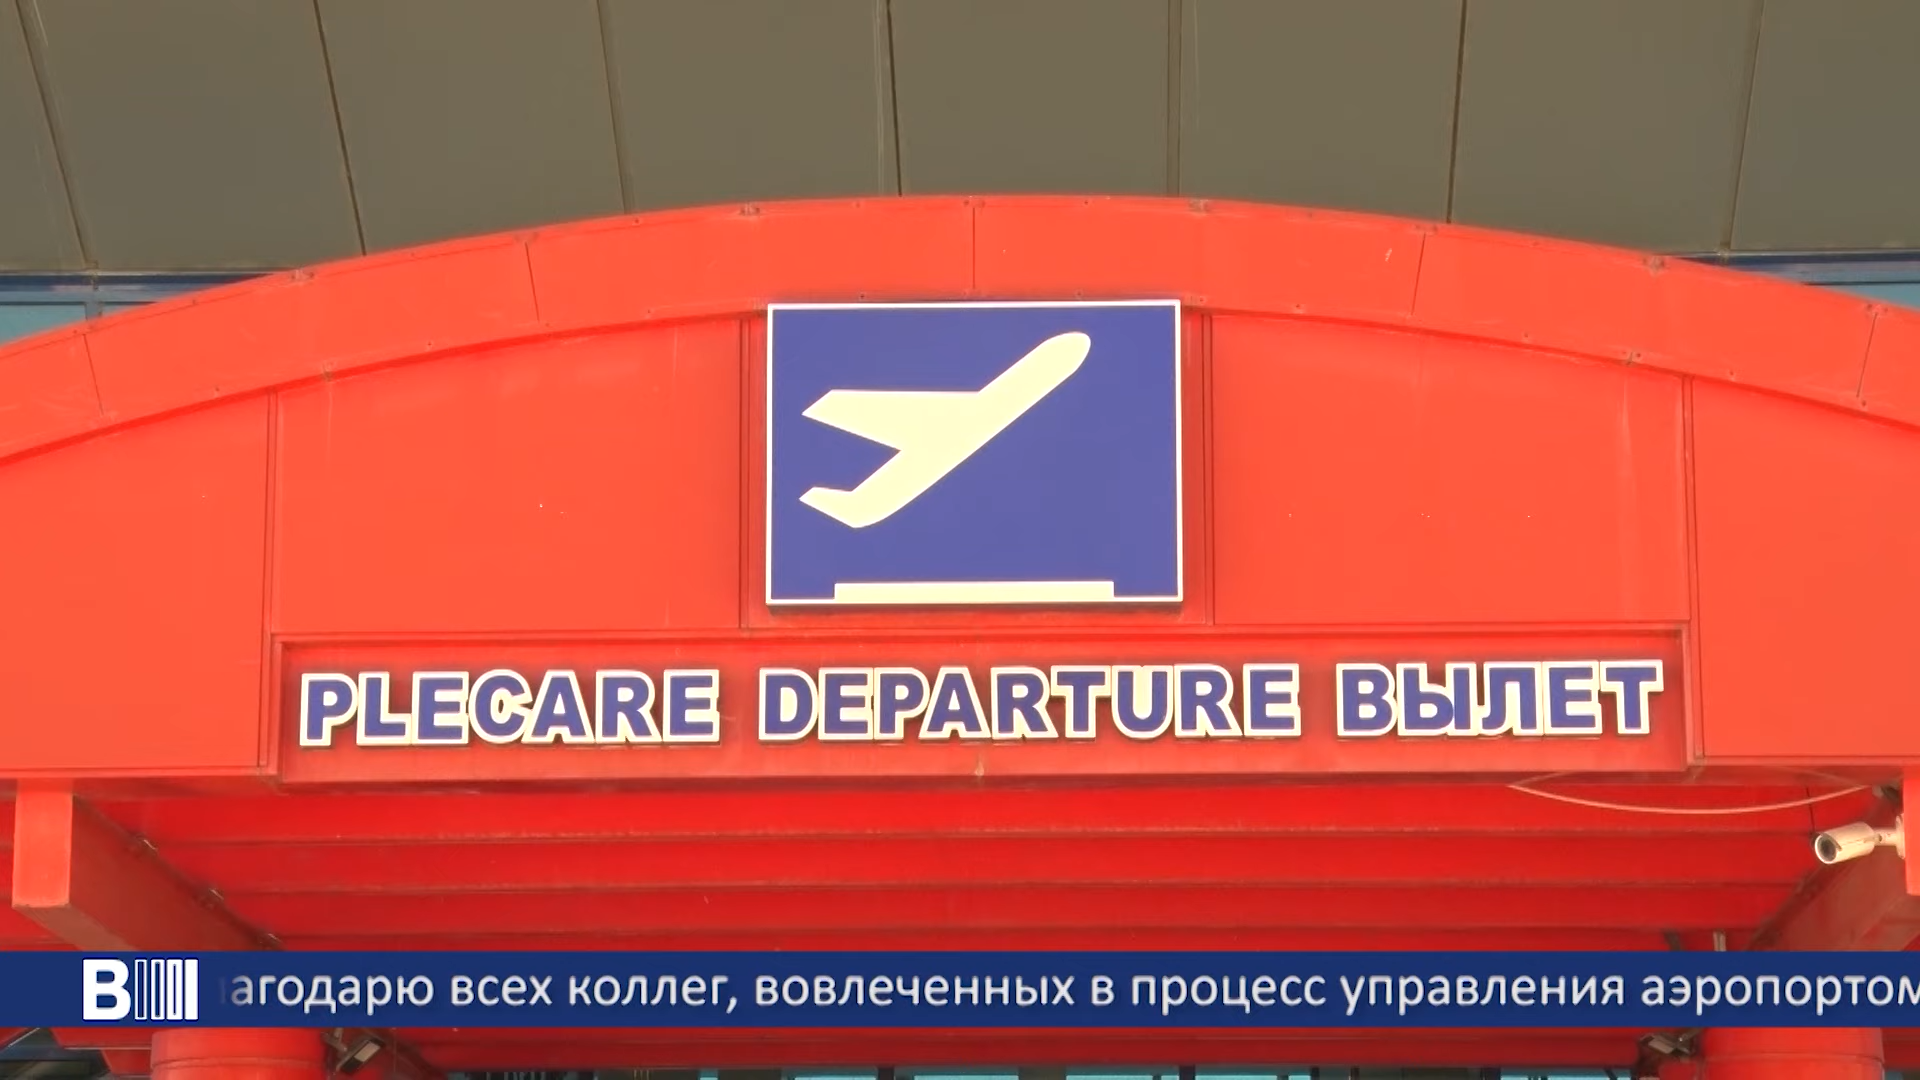 PLECARE DEPARTURE ВЫЛЕТ
В агодарю всех коллег, вовлеченных в процесс управления аэропортом